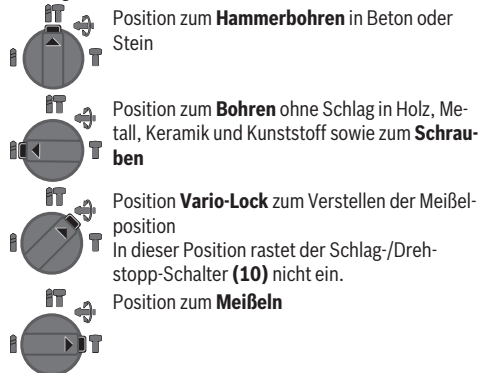 Position zum Hammerbohren in Beton oder
Stein
Position zum Bohren ohne Schlag in Holz, Me-
tall, Keramik und Kunststoff sowie zum Schrau-
ben
Position Vario-Lock zum Verstellen der Meißel-
position
In dieser Position rastet der Schlag-/Dreh-
stopp-Schalter (10) nicht ein.
Position zum Meißeln